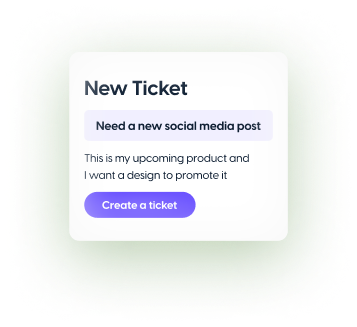 New Ticket
Need a new social media post
This is my upcoming product and
I want a design to promote it
Create a ticket